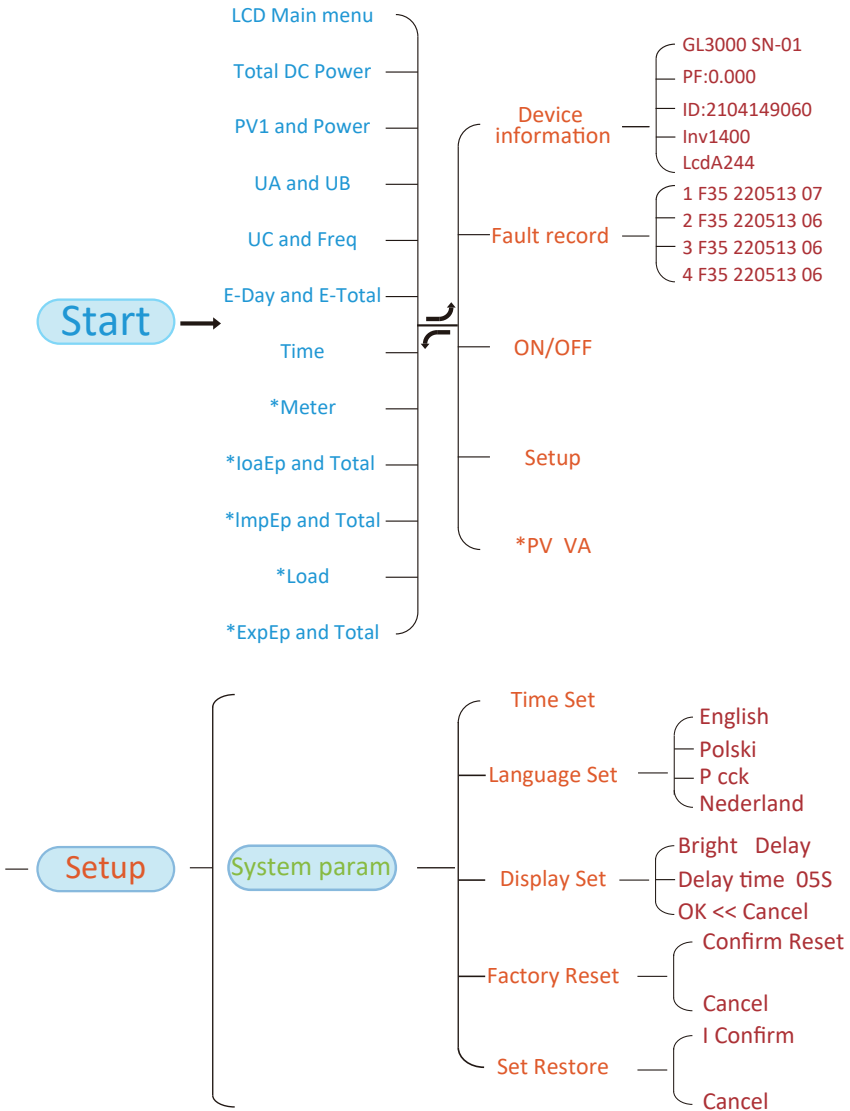 LCD Main menu
Total DC Power
PV1 and Power
UA and UB
UC and Freq
E-Day and E-Total
Start
Time
*Meter
*IoaEp and Total
*ImpEp and Total
*Load
*ExpEp and Total
Device
information
GL3000 SN-01
PF:0.000
ID:2104149060
Inv1400
LcdA244
Fault record
1 F35 220513 07
2 F35 220513 06
3 F35 220513 06
4 F35 220513 06
ON/OFF
Setup
*PV VA
Setup
System param
Time Set
Language Set
English
Polski
P cck
Nederland
Display Set
Bright Delay
Delay time 05S
OK << Cancel
Factory Reset
Confirm Reset
Cancel
Set Restore
I Confirm
Cancel